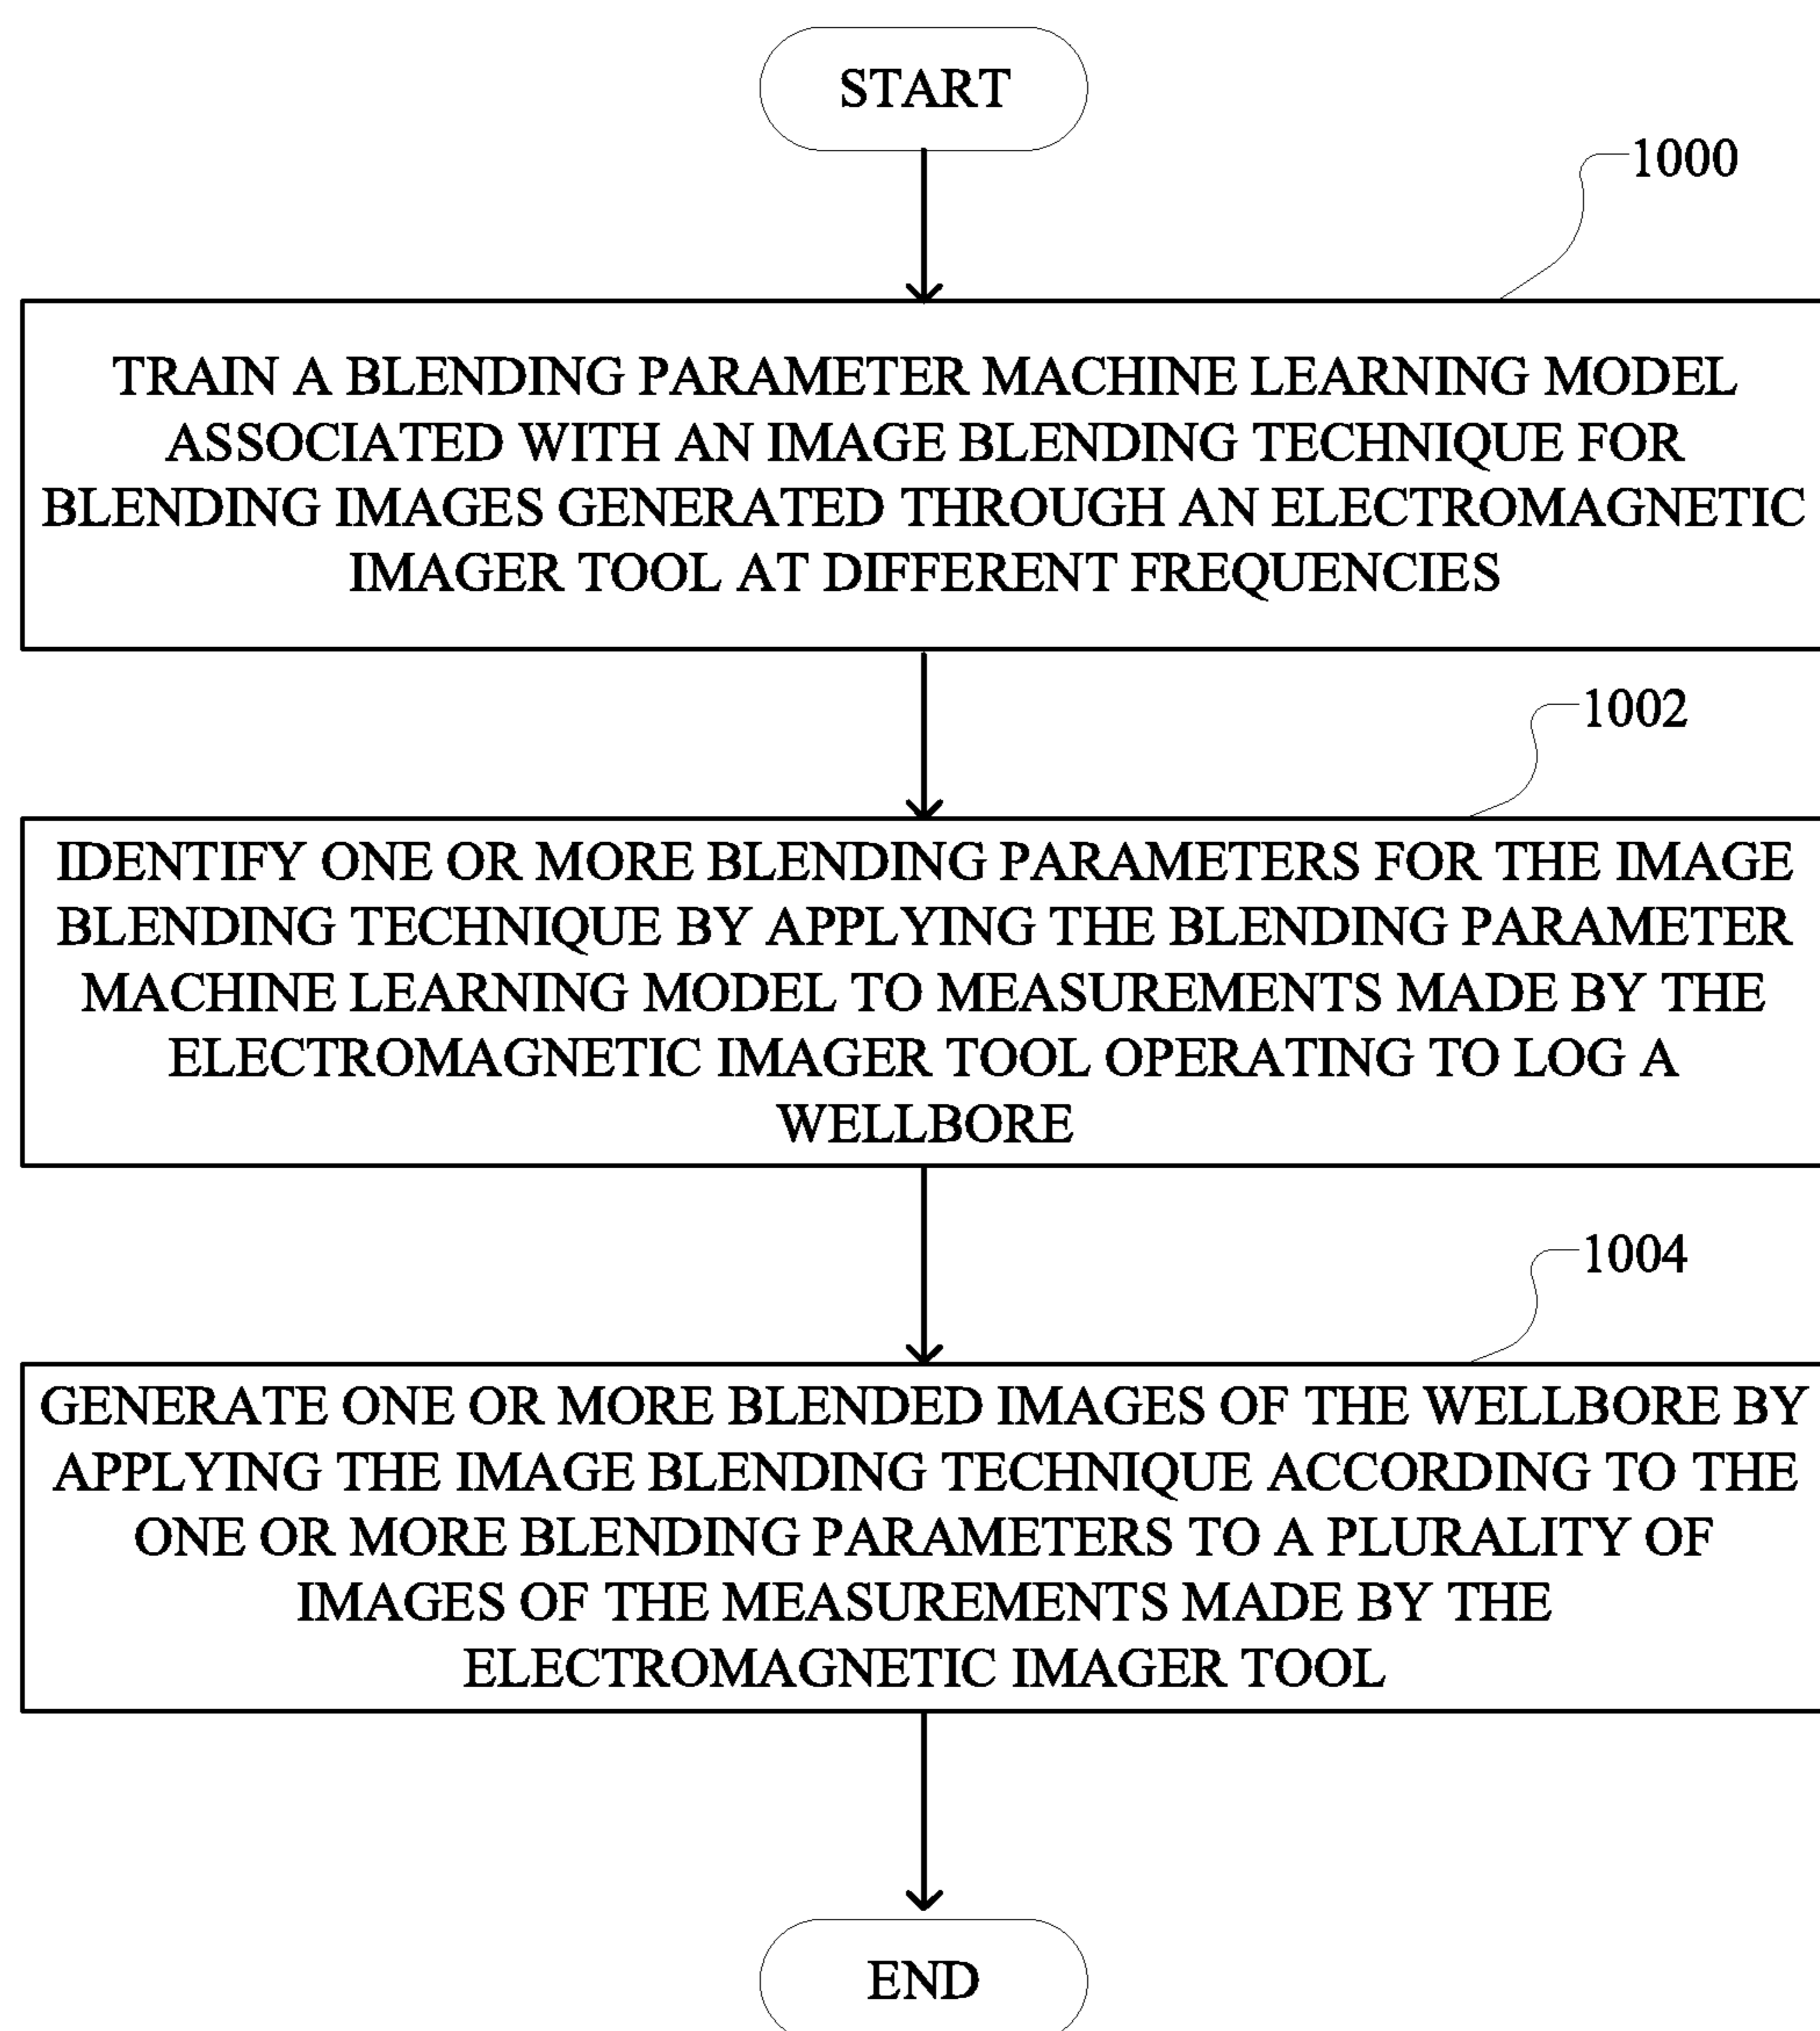 START
1000
TRAIN A BLENDING PARAMETER MACHINE LEARNING MODEL
ASSOCIATED WITH AN IMAGE BLENDING TECHNIQUE FOR
BLENDING IMAGES GENERATED THROUGH AN ELECTROMAGNETIC
IMAGER TOOL AT DIFFERENT FREQUENCIES
1002
IDENTIFY ONE OR MORE BLENDING PARAMETERS FOR THE IMAGE
BLENDING TECHNIQUE BY APPLYING THE BLENDING PARAMETER
MACHINE LEARNING MODEL TO MEASUREMENTS MADE BY THE
ELECTROMAGNETIC IMAGER TOOL OPERATING TO LOG A
WELLBORE
1004
GENERATE ONE OR MORE BLENDED IMAGES OF THE WELLBORE BY
APPLYING THE IMAGE BLENDING TECHNIQUE ACCORDING TO THE
ONE OR MORE BLENDING PARAMETERS TO A PLURALITY OF
IMAGES OF THE MEASUREMENTS MADE BY THE
ELECTROMAGNETIC IMAGER TOOL
END